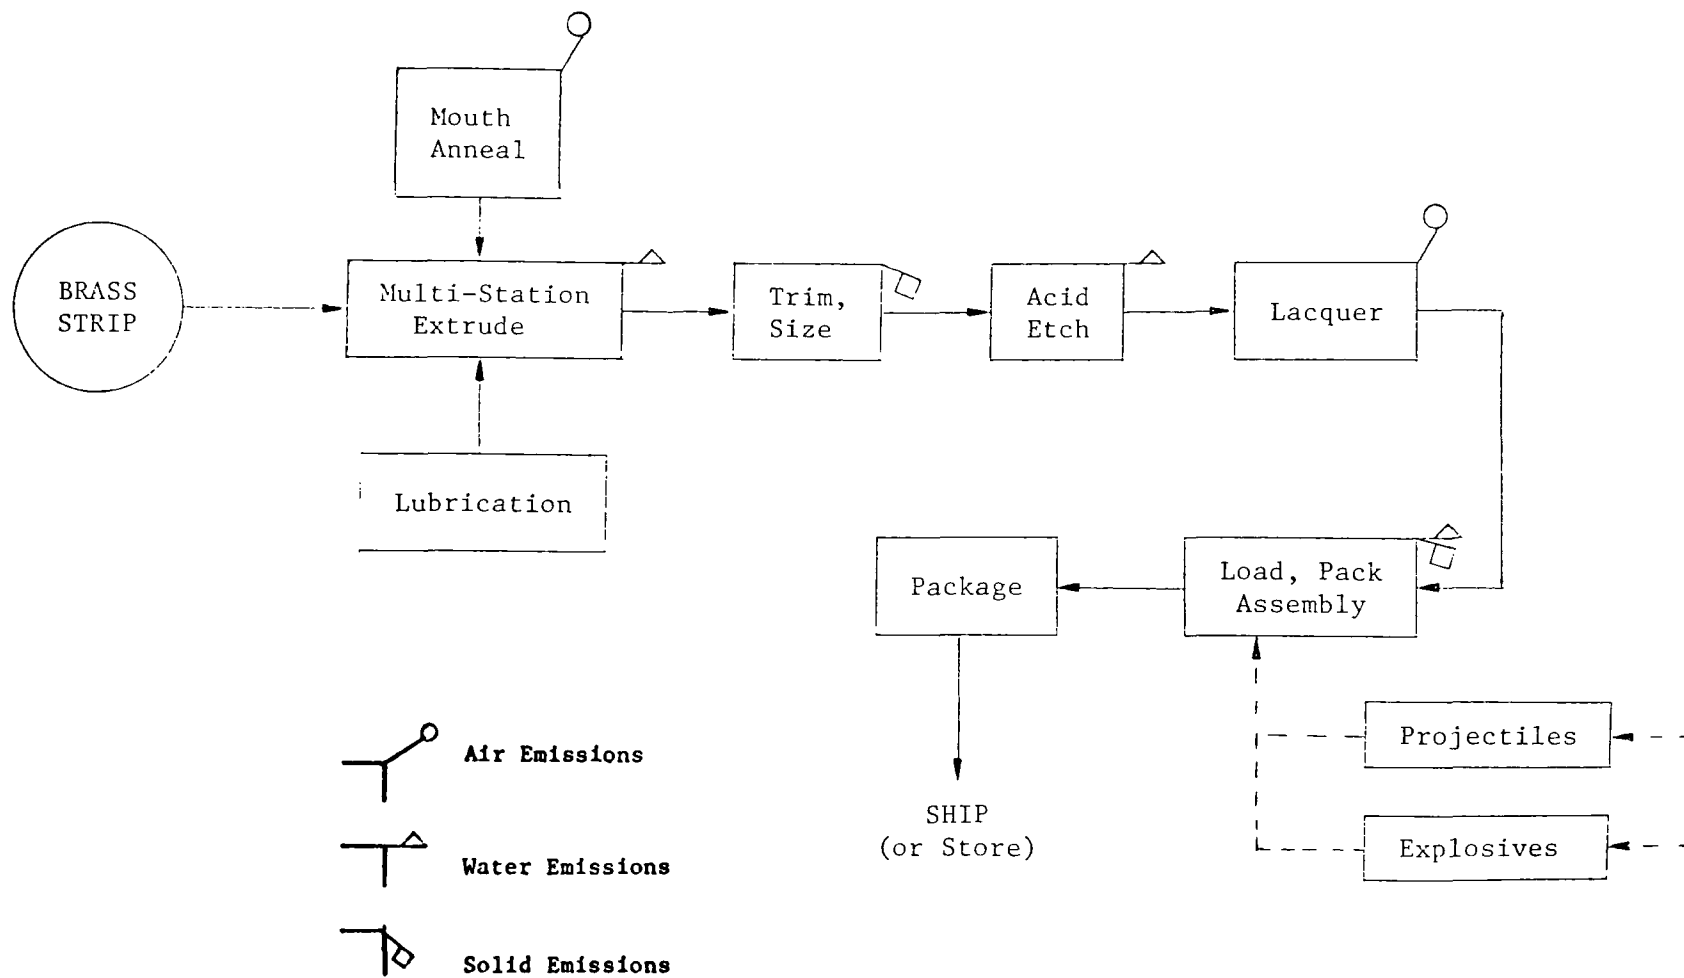 Mouth
Anneal
BRASS
STRIP
Multi-Station
Extrude
Trim,
Size
Acid
Etch
Lacquer
Lubrication
Package
Load, Pack
Assembly
Projectiles
Explosives
SHIP
(or Store)
Air Emissions
Water Emissions
Solid Emissions